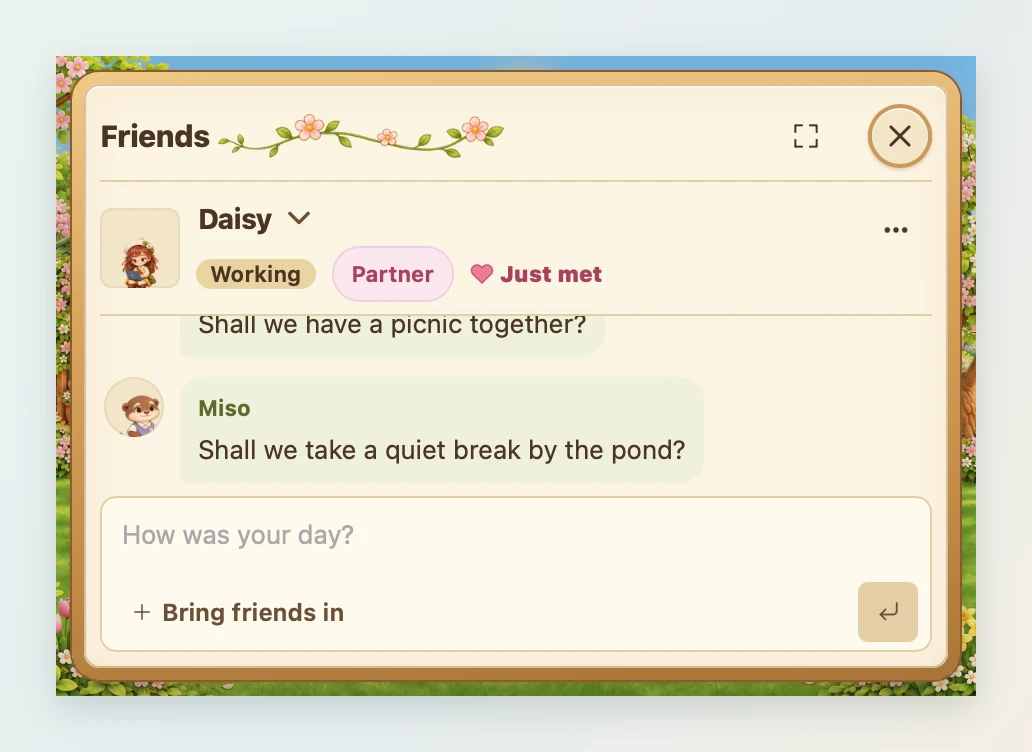 Friends
Daisy
Working
Partner
Just met
Shall we have a picnic together?
Miso
Shall we take a quiet break by the pond?
How was your day?
+ Bring friends in